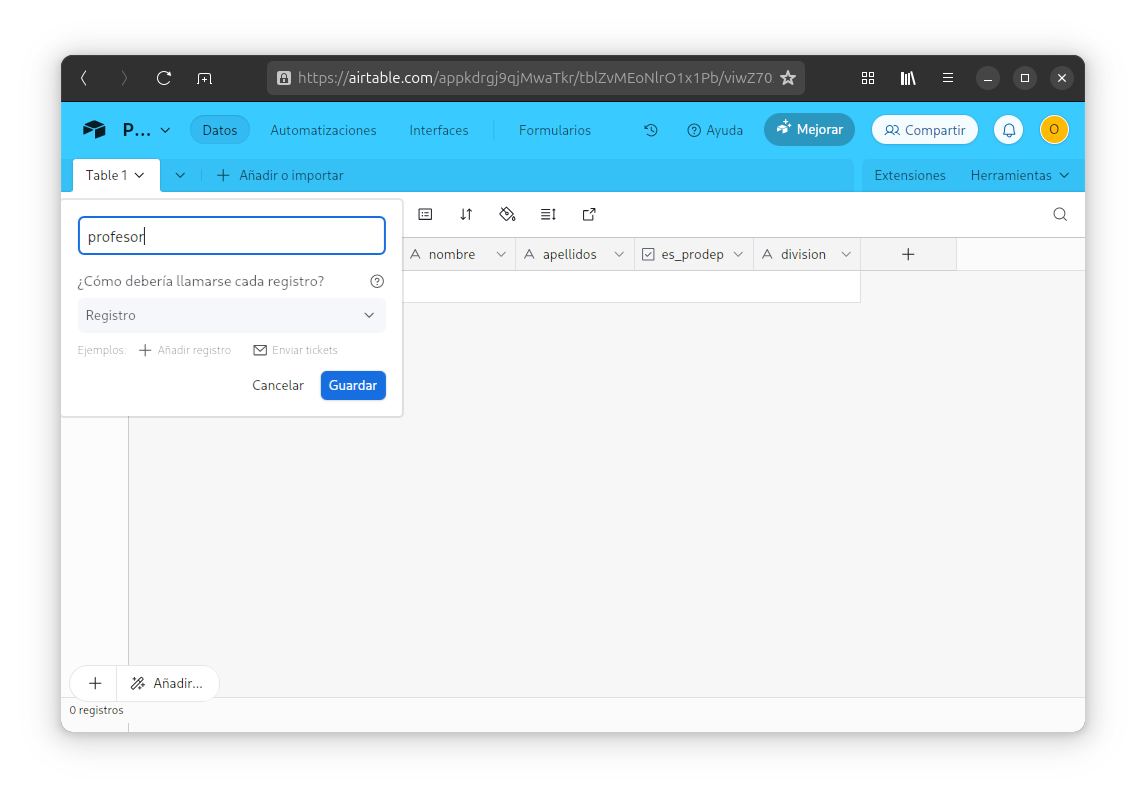 https://airtable.com/appkdrgj9qjMwaTkr/tblZvMEoNlrO1x1Pb/viwZ70
P... Datos Automatizaciones Interfaces Formularios Ayuda Mejorar Compartir O
Table 1 Añadir o importar Extensiones Herramientas
profesor
nombre apellidos es_prodep division
¿Cómo debería llamarse cada registro?
Registro
Ejemplos: Añadir registro Enviar tickets
Cancelar Guardar
Añadir...
0 registros